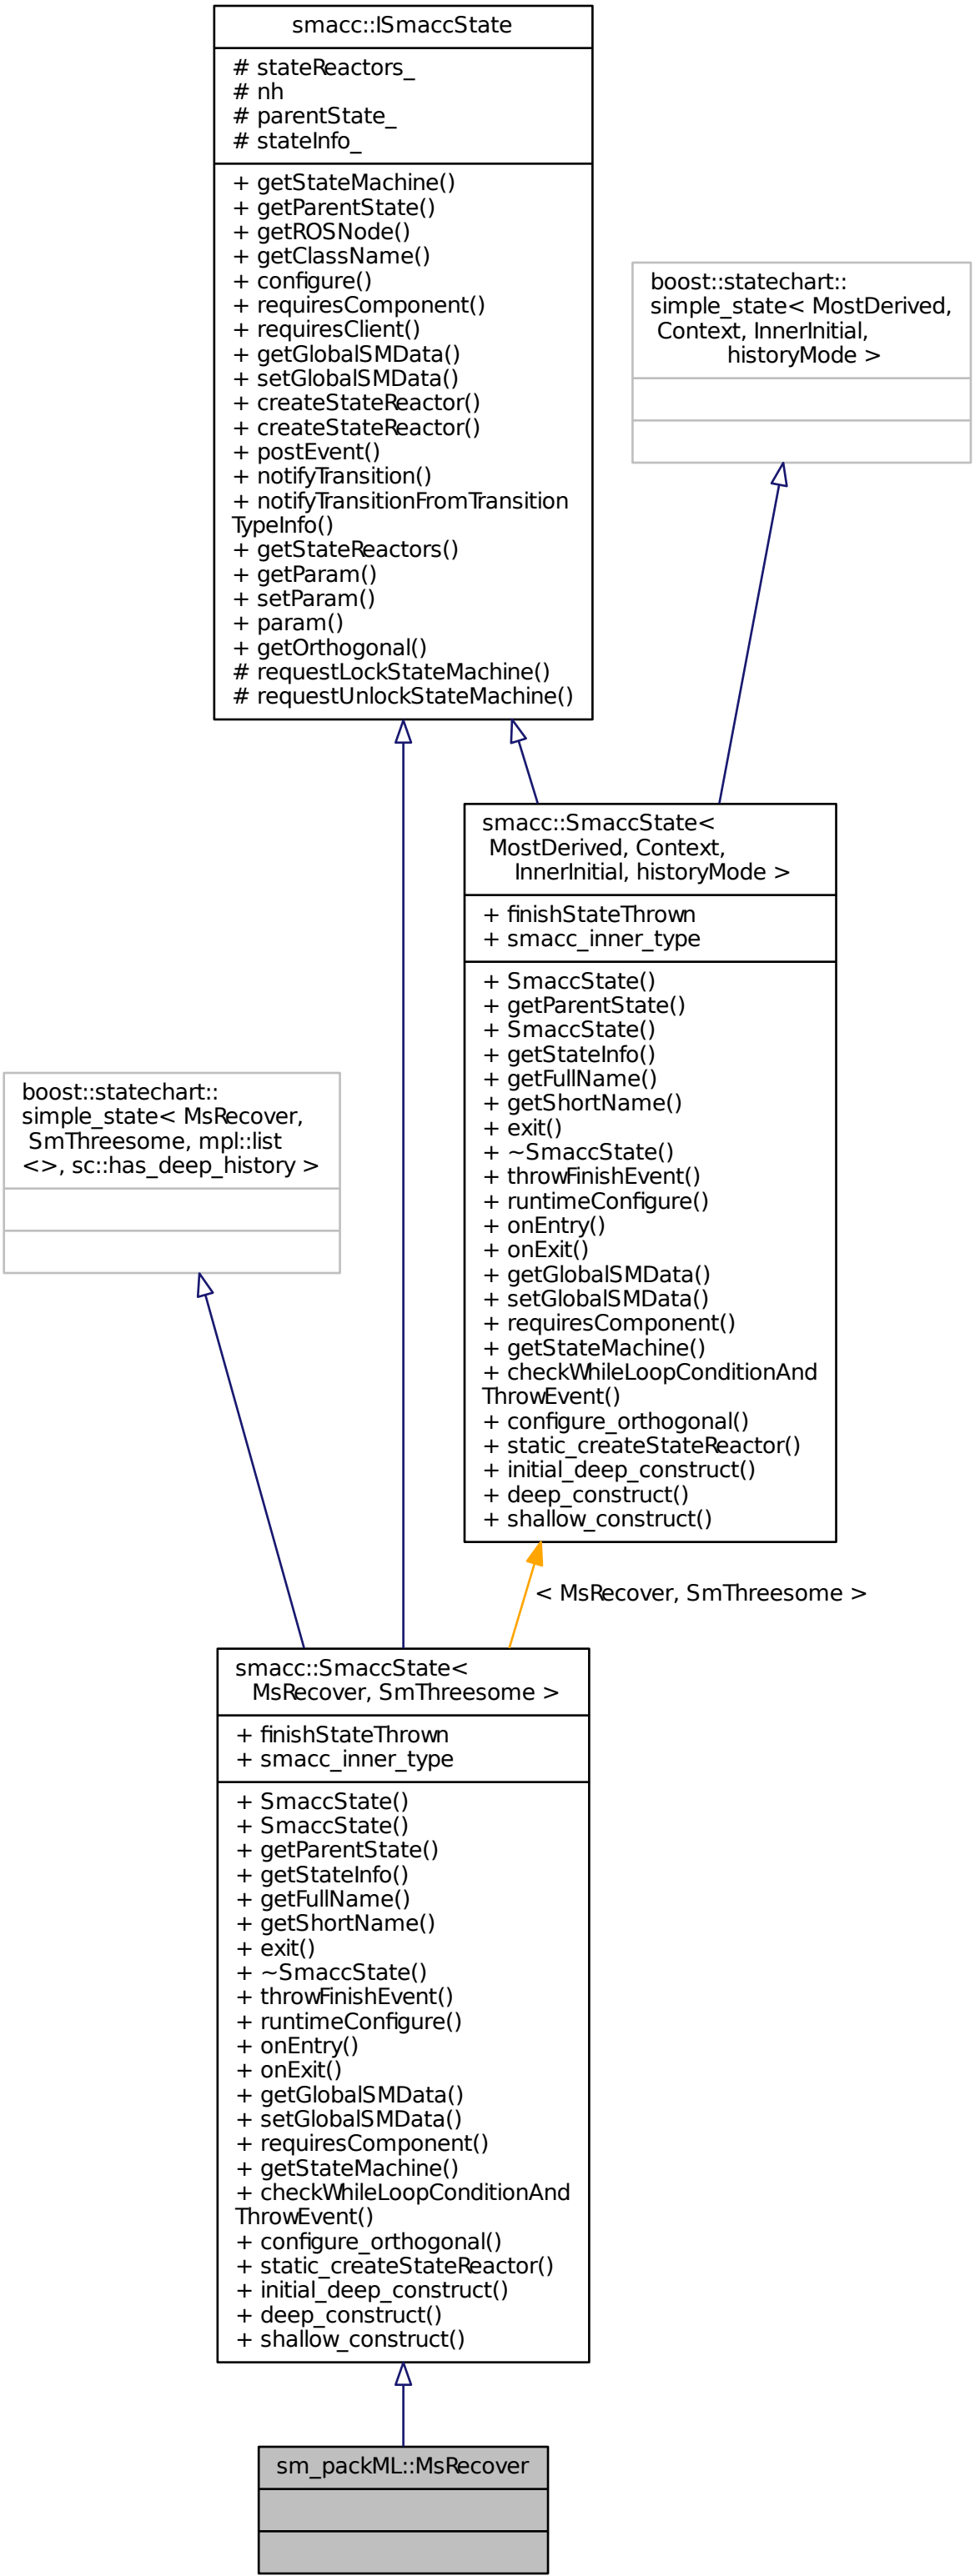 smacc::ISmaccState
# stateReactors_
# nh
# parentState_
# stateInfo_
+ getStateMachine()
+ getParentState()
+ getROSNode()
+ getClassName()
+ configure()
+ requiresComponent()
+ requiresClient()
+ getGlobalSMData()
+ setGlobalSMData()
+ createStateReactor()
+ createStateReactor()
+ postEvent()
+ notifyTransition()
+ notifyTransitionFromTransition
TypeInfo()
+ getStateReactors()
+ getParam()
+ setParam()
+ param()
+ getOrthogonal()
# requestLockStateMachine()
# requestUnlockStateMachine()
boost::statechart::
simple_state< MostDerived,
Context, InnerInitial,
historyMode >
smacc::SmaccState<
MostDerived, Context,
InnerInitial, historyMode >
+ finishStateThrown
+ smacc_inner_type
+ SmaccState()
+ getParentState()
+ SmaccState()
+ getStateInfo()
+ getFullName()
+ getShortName()
+ exit()
+ ~SmaccState()
+ throwFinishEvent()
+ runtimeConfigure()
+ onEntry()
+ onExit()
+ getGlobalSMData()
+ setGlobalSMData()
+ requiresComponent()
+ getStateMachine()
+ checkWhileLoopConditionAnd
ThrowEvent()
+ configure_orthogonal()
+ static_createStateReactor()
+ initial_deep_construct()
+ deep_construct()
+ shallow_construct()
boost::statechart::
simple_state< MsRecover,
SmThreesome, mpl::list
<>, sc::has_deep_history >
< MsRecover, SmThreesome >
smacc::SmaccState<
MsRecover, SmThreesome >
+ finishStateThrown
+ smacc_inner_type
+ SmaccState()
+ SmaccState()
+ getParentState()
+ getStateInfo()
+ getFullName()
+ getShortName()
+ exit()
+ ~SmaccState()
+ throwFinishEvent()
+ runtimeConfigure()
+ onEntry()
+ onExit()
+ getGlobalSMData()
+ setGlobalSMData()
+ requiresComponent()
+ getStateMachine()
+ checkWhileLoopConditionAnd
ThrowEvent()
+ configure_orthogonal()
+ static_createStateReactor()
+ initial_deep_construct()
+ deep_construct()
+ shallow_construct()
sm_packML::MsRecover